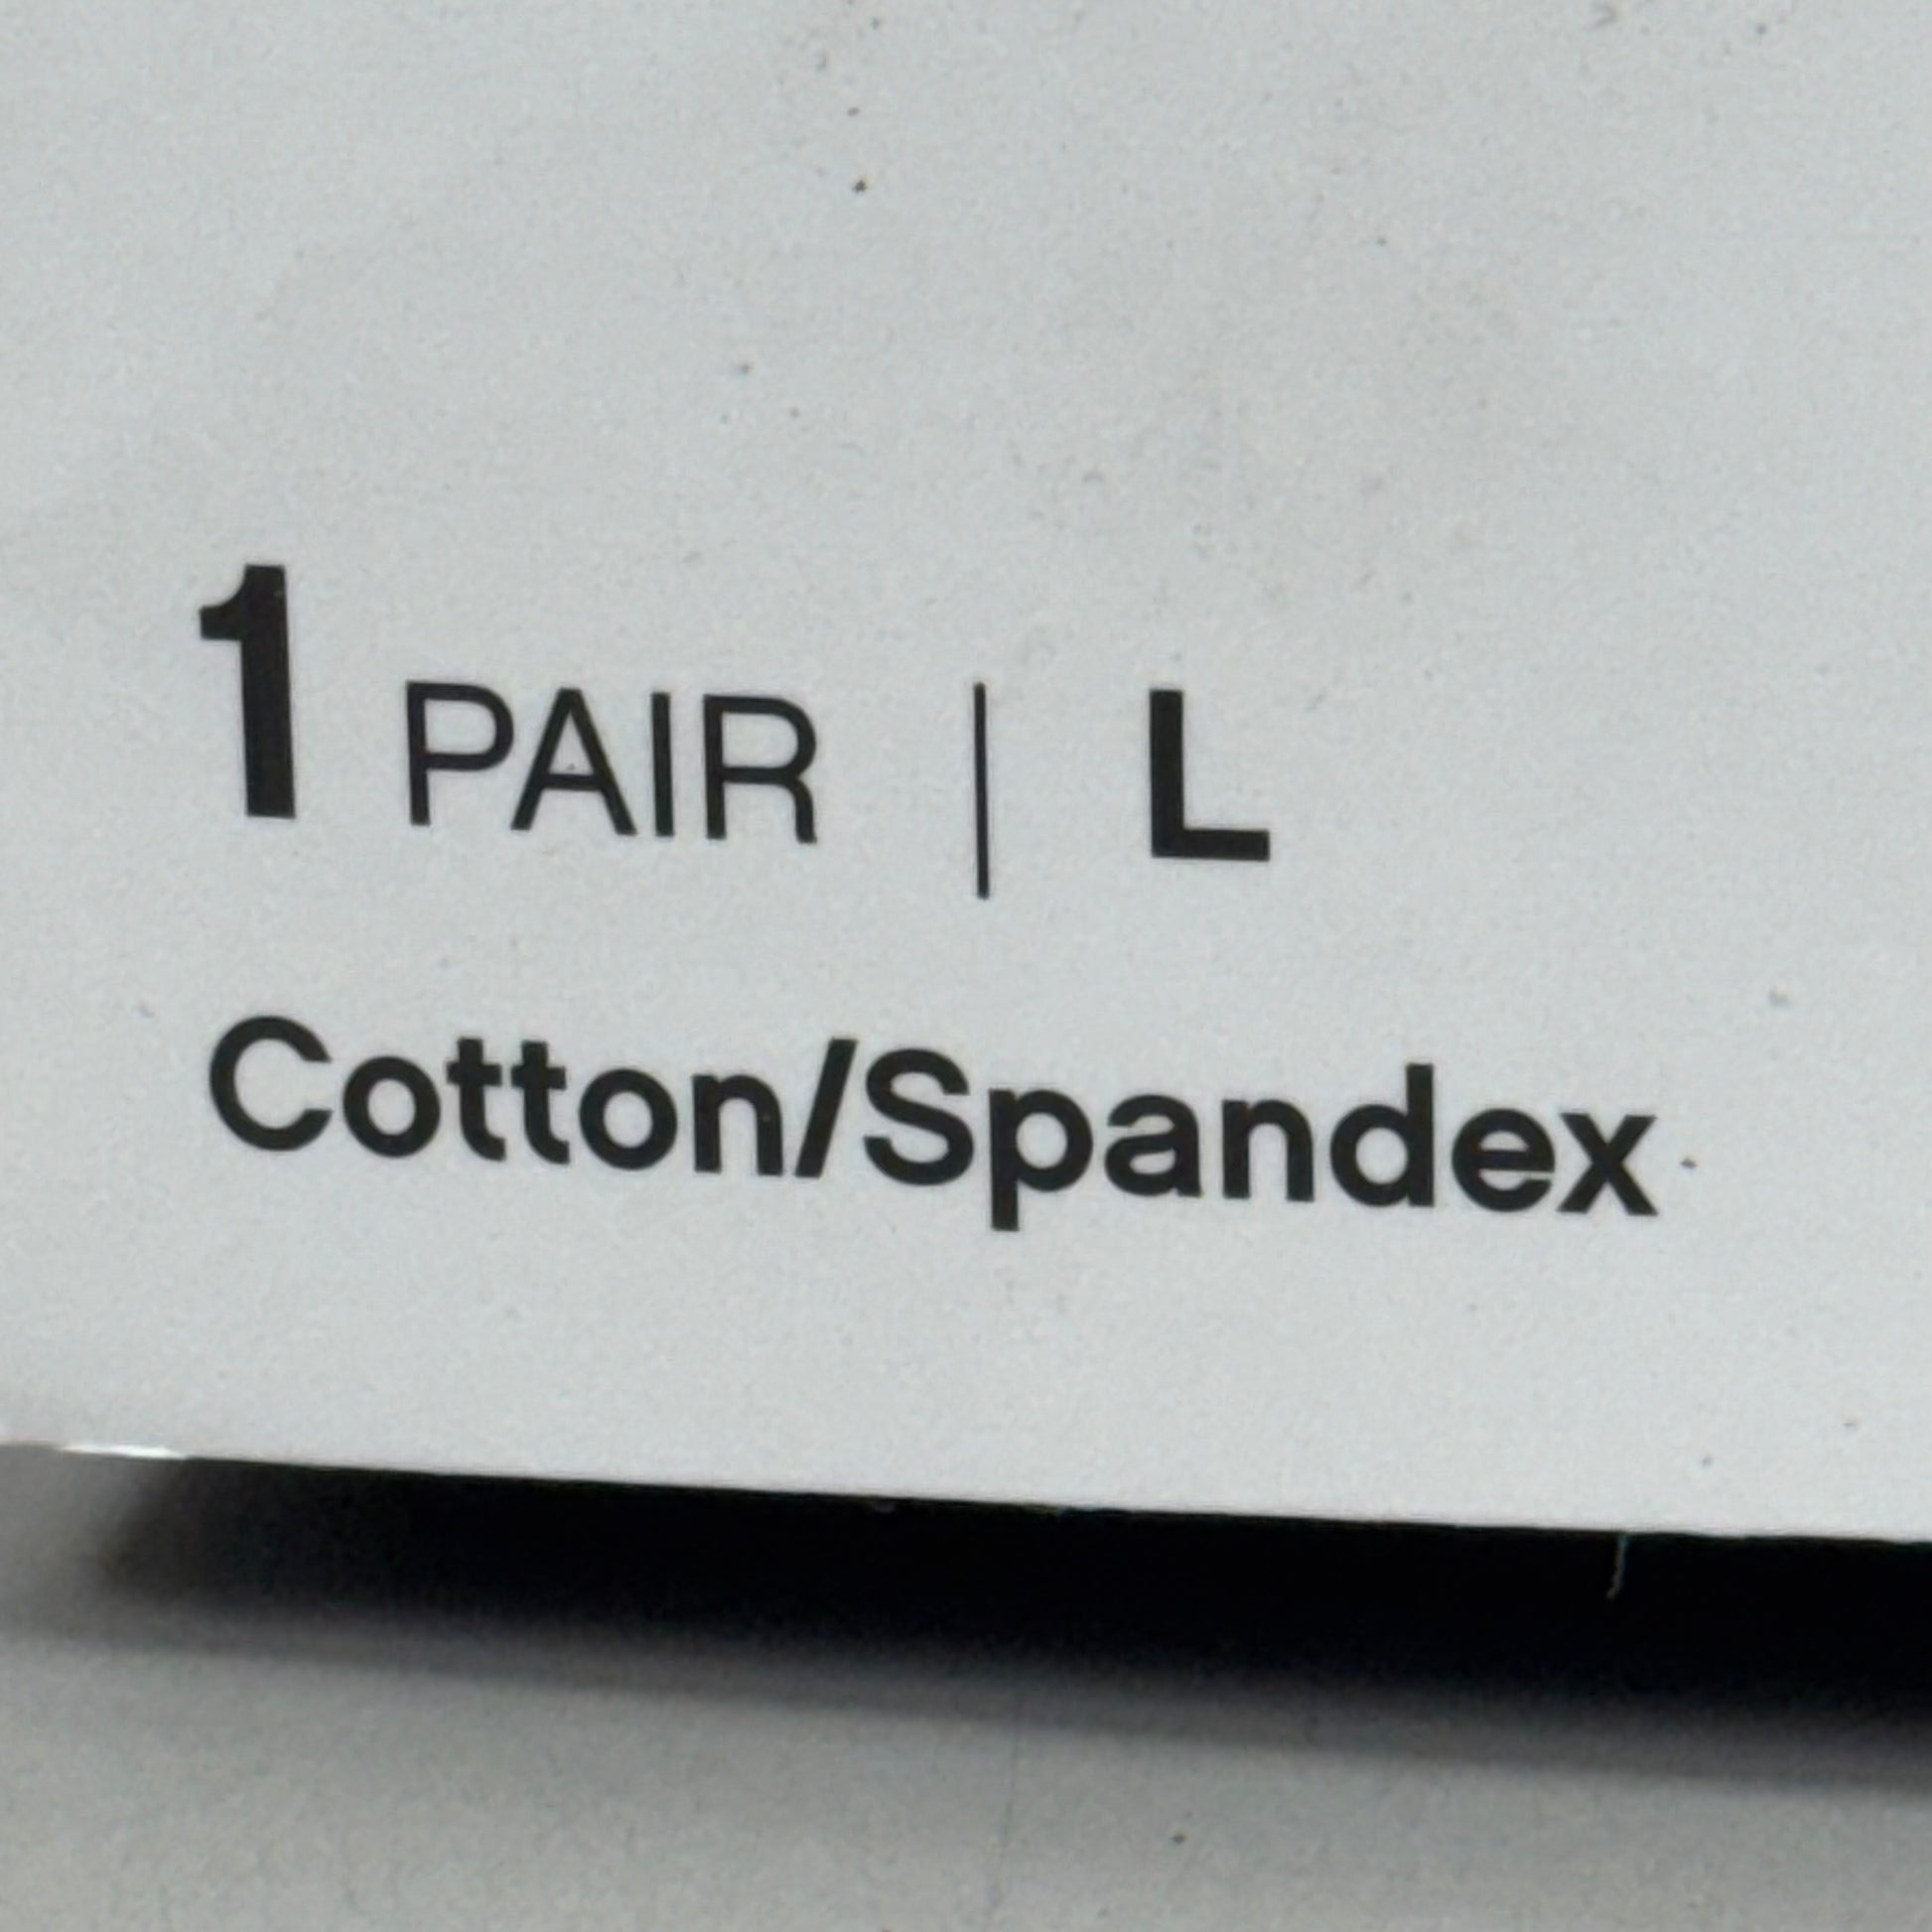 1 PAIR | L
Cotton/Spandex